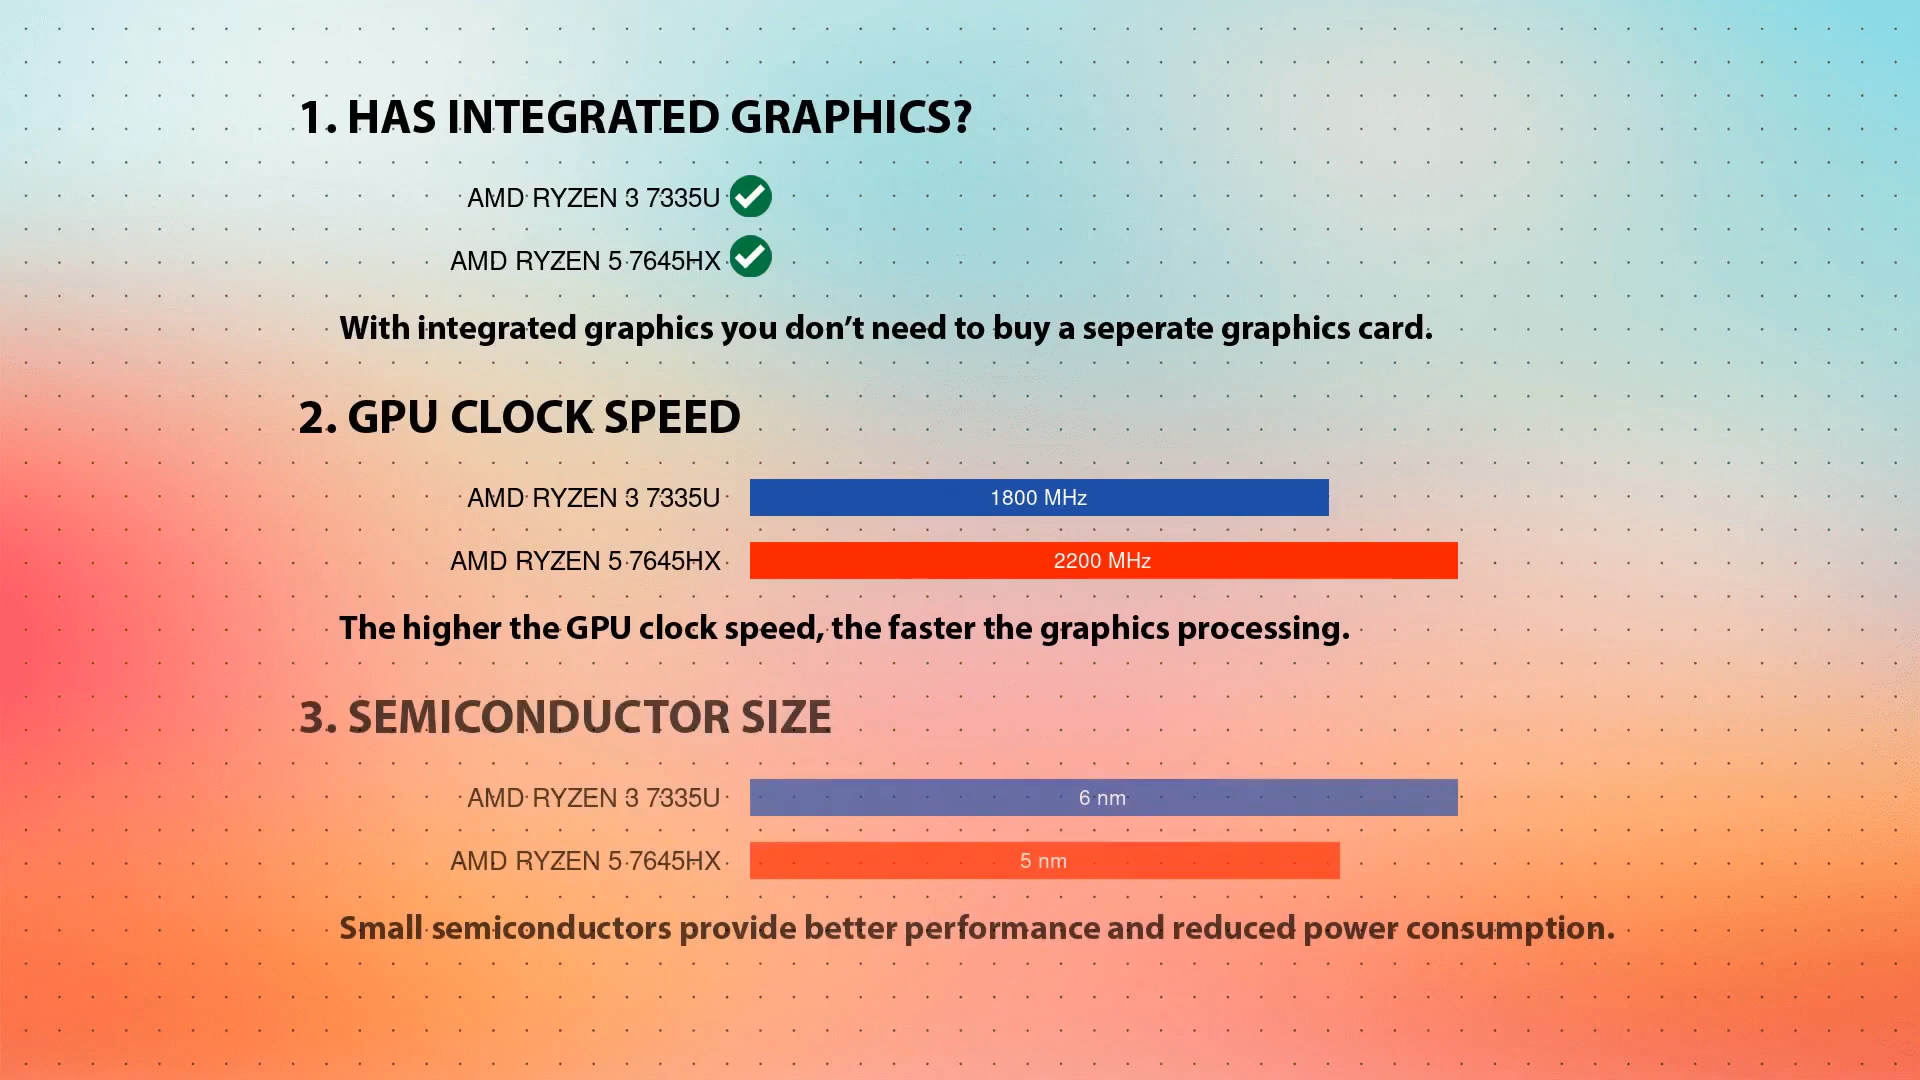 1. HAS INTEGRATED GRAPHICS?
AMD RYZEN 3 7335U
AMD RYZEN 5 7645HX
With integrated graphics you don’t need to buy a seperate graphics card.
2. GPU CLOCK SPEED
AMD RYZEN 3 7335U 1800 MHz
AMD RYZEN 5 7645HX 2200 MHz
The higher the GPU clock speed, the faster the graphics processing.
3. SEMICONDUCTOR SIZE
AMD RYZEN 3 7335U 6 nm
AMD RYZEN 5 7645HX 5 nm
Small semiconductors provide better performance and reduced power consumption.